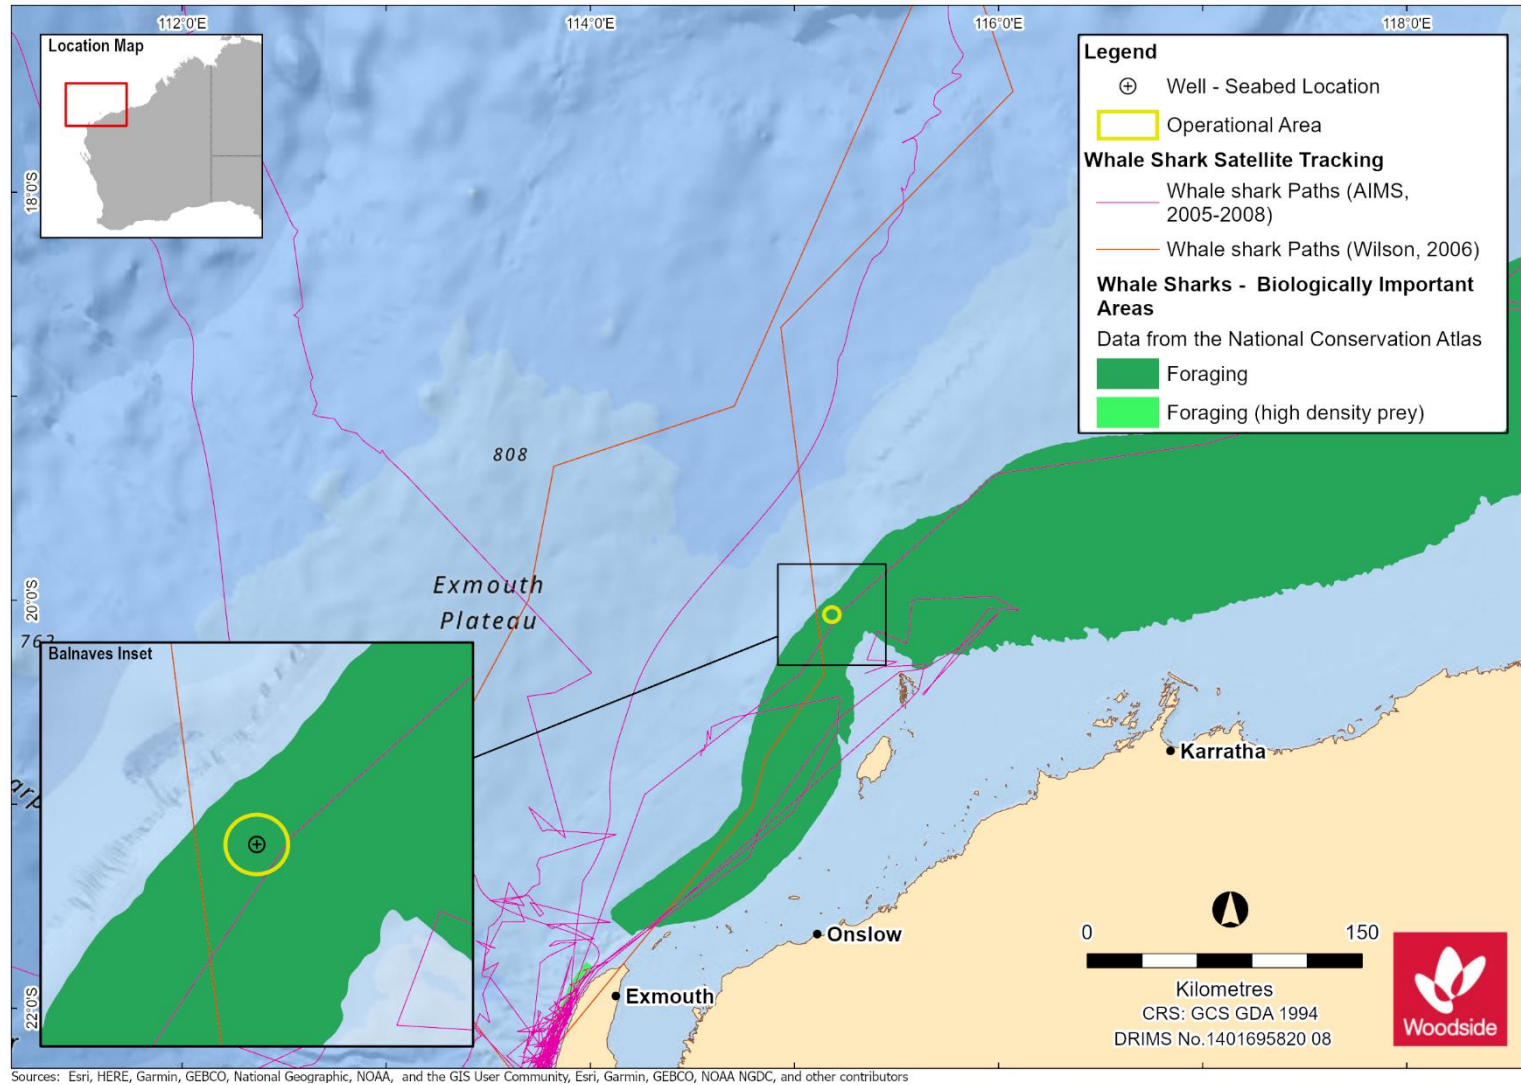 112°0'E
114°0'E
116°0'E
118°0'E
Location Map
Legend
Well - Seabed Location
Operational Area
Whale Shark Satellite Tracking
Whale shark Paths (AIMS,
2005-2008)
Whale shark Paths (Wilson, 2006)
Whale Sharks - Biologically Important
Areas
Data from the National Conservation Atlas
Foraging
Foraging (high density prey)
18°0'S
808
20°0'S
Exmouth
Plateau
762
Balnaves Inset
arp
r
22°0'S
Karratha
Onslow
Exmouth
0 150
Kilometres
CRS: GCS GDA 1994
DRIMS No.1401695820 08
Woodside
Sources: Esri, HERE, Garmin, GEBCO, National Geographic, NOAA, and the GIS User Community, Esri, Garmin, GEBCO, NOAA NGDC, and other contributors